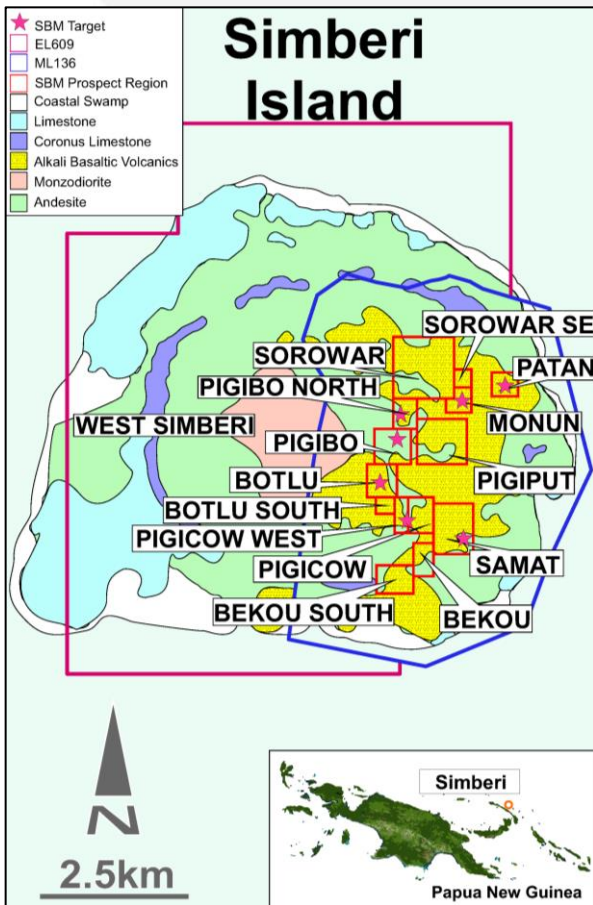 SBM Target
EL609
ML136
SBM Prospect Region
Coastal Swamp
Limestone
Coronus Limestone
Alkali Basaltic Volcanics
Monzodiorite
Andesite
Simberi
Island
SOROWAR SE
SOROWAR
PATAN
PIGIBO NORTH
MONUN
WEST SIMBERI
PIGIBO
PIGIPUT
BOTLU
BOTLU SOUTH
PIGICOW WEST
SAMAT
PIGICOW
BEKOU SOUTH
BEKOU
N
2.5km
Simberi
Papua New Guinea